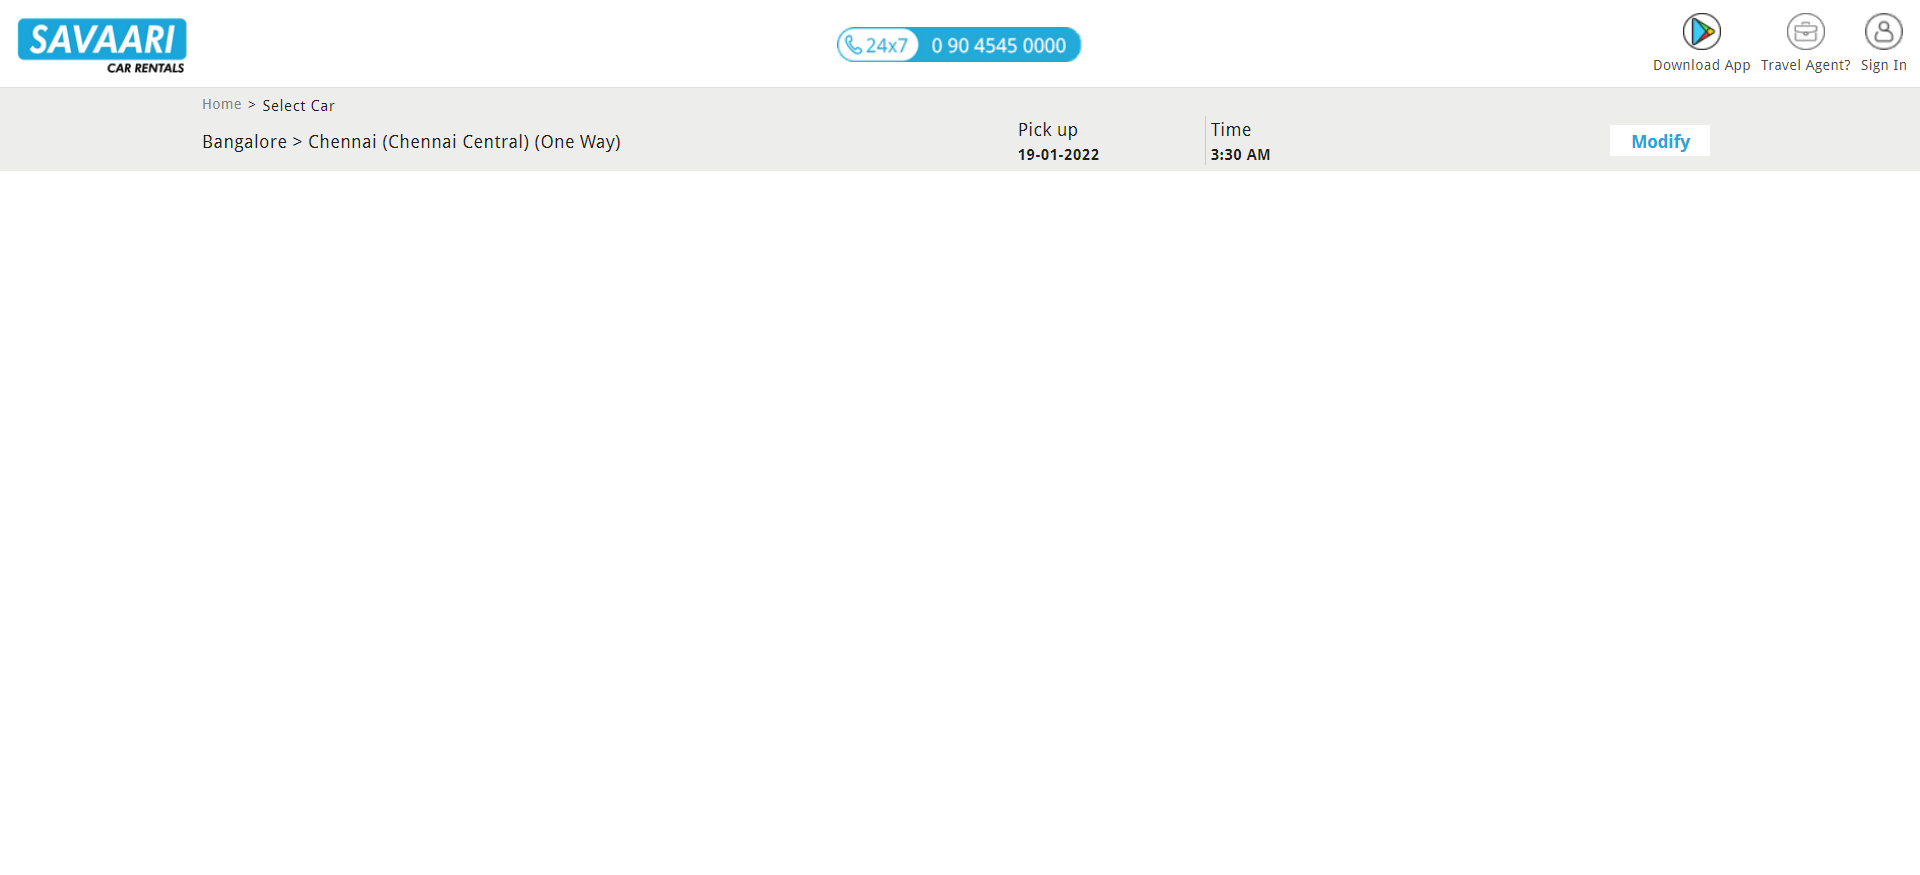 SAVAARI
CAR RENTALS
24x7 0 90 4545 0000
Download App
Travel Agent?
Sign In
Home > Select Car
Bangalore > Chennai (Chennai Central) (One Way)
Pick up
19-01-2022
Time
3:30 AM
Modify